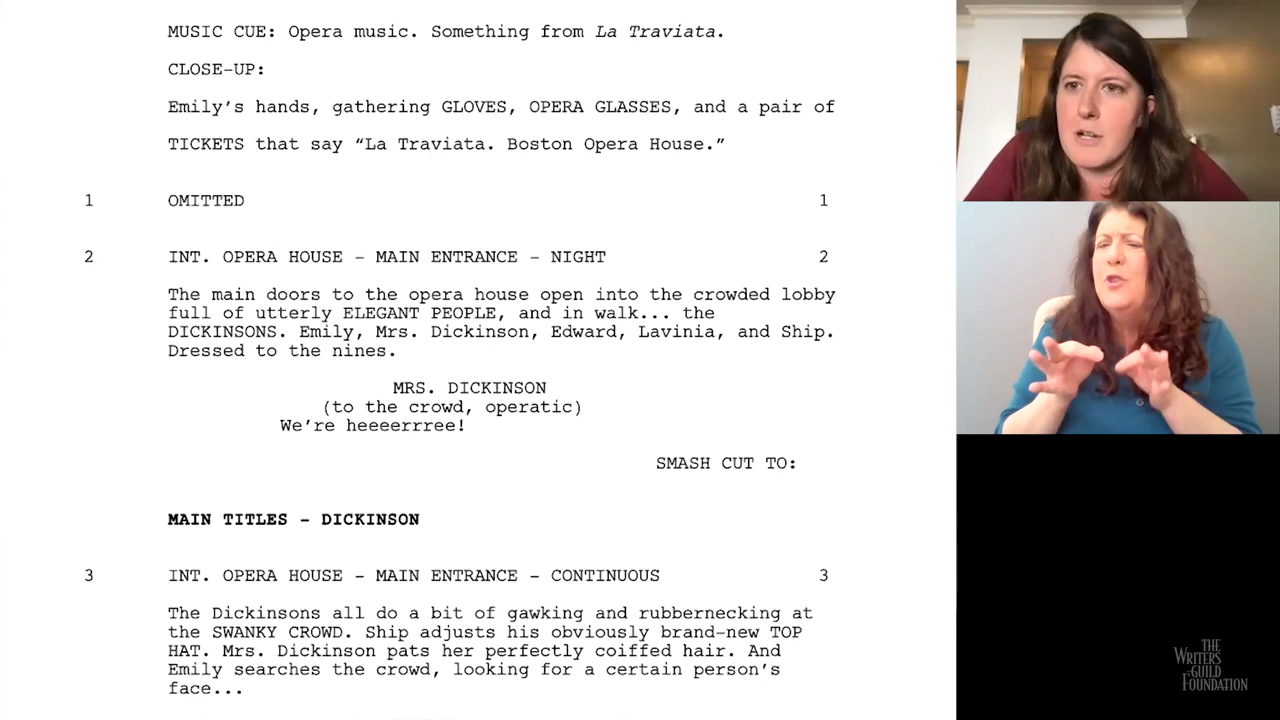 MUSIC CUE: Opera music. Something from La Traviata.
CLOSE-UP:
Emily's hands, gathering GLOVES, OPERA GLASSES, and a pair of
TICKETS that say “La Traviata. Boston Opera House.”
1 OMITTED 1
2 INT. OPERA HOUSE - MAIN ENTRANCE - NIGHT 2
The main doors to the opera house open into the crowded lobby
full of utterly ELEGANT PEOPLE, and in walk... the
DICKINSONS. Emily, Mrs. Dickinson, Edward, Lavinia, and Ship.
Dressed to the nines.
MRS. DICKINSON
(to the crowd, operatic)
We're heeeerrree!
SMASH CUT TO:
MAIN TITLES - DICKINSON
3 INT. OPERA HOUSE - MAIN ENTRANCE - CONTINUOUS 3
The Dickinsons all do a bit of gawking and rubbernecking at
the SWANKY CROWD. Ship adjusts his obviously brand-new TOP
HAT. Mrs. Dickinson pats her perfectly coiffed hair. And
Emily searches the crowd, looking for a certain person's
face...
THE
WRITERS
GUILD
FOUNDATION